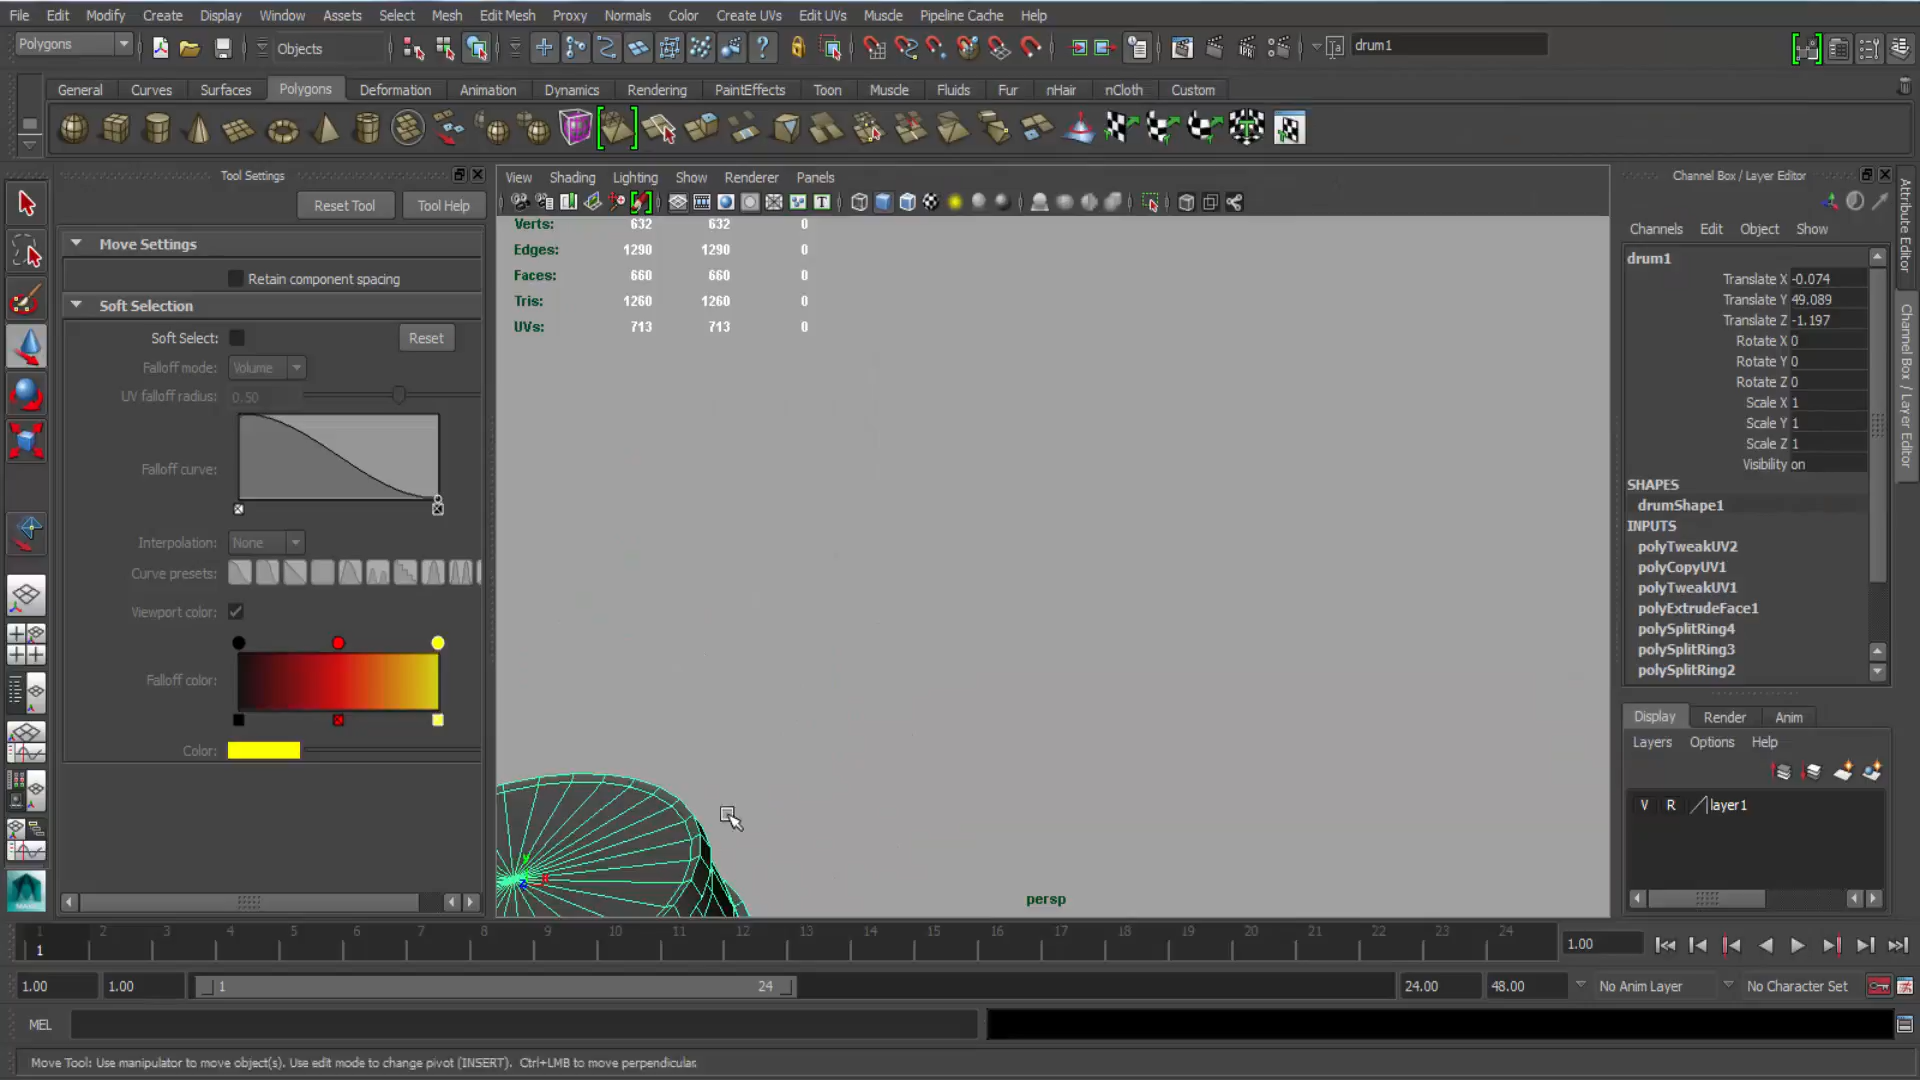 File Edit Modify Create Display Window Assets Select Mesh Edit Mesh Proxy Normals Color Create UVs Edit UVs Muscle Pipeline Cache Help
Polygons Objects drum1
General Curves Surfaces Polygons Deformation Animation Dynamics Rendering PaintEffects Toon Muscle Fluids Fur nHair nCloth Custom
Tool Settings
Reset Tool Tool Help
Move Settings
Retain component spacing
Soft Selection
Soft Select: Reset
Falloff mode: Volume
UV falloff radius: 0.50
Falloff curve:
Interpolation: None
Curve presets:
Viewport color:
Falloff color:
Color:
View Shading Lighting Show Renderer Panels
Verts: 632 632 0
Edges: 1290 1290 0
Faces: 660 660 0
Tris: 1260 1260 0
UVs: 713 713 0
persp
Channel Box / Layer Editor
Channels Edit Object Show
drum1
Translate X -0.074
Translate Y 49.089
Translate Z -1.197
Rotate X 0
Rotate Y 0
Rotate Z 0
Scale X 1
Scale Y 1
Scale Z 1
Visibility on
SHAPES
drumShape1
INPUTS
polyTweakUV2
polyCopyUV1
polyTweakUV1
polyExtrudeFace1
polySplitRing4
polySplitRing3
polySplitRing2
Display Render Anim
Layers Options Help
V R layer1
Attribute Editor
Channel Box / Layer Editor
1 2 3 4 5 6 7 8 9 10 11 12 13 14 15 16 17 18 19 20 21 22 23 24
1 1.00
1.00 1.00 1 24 24.00 48.00 No Anim Layer No Character Set
MEL
Move Tool: Use manipulator to move object(s). Use edit mode to change pivot (INSERT). Ctrl+LMB to move perpendicular.